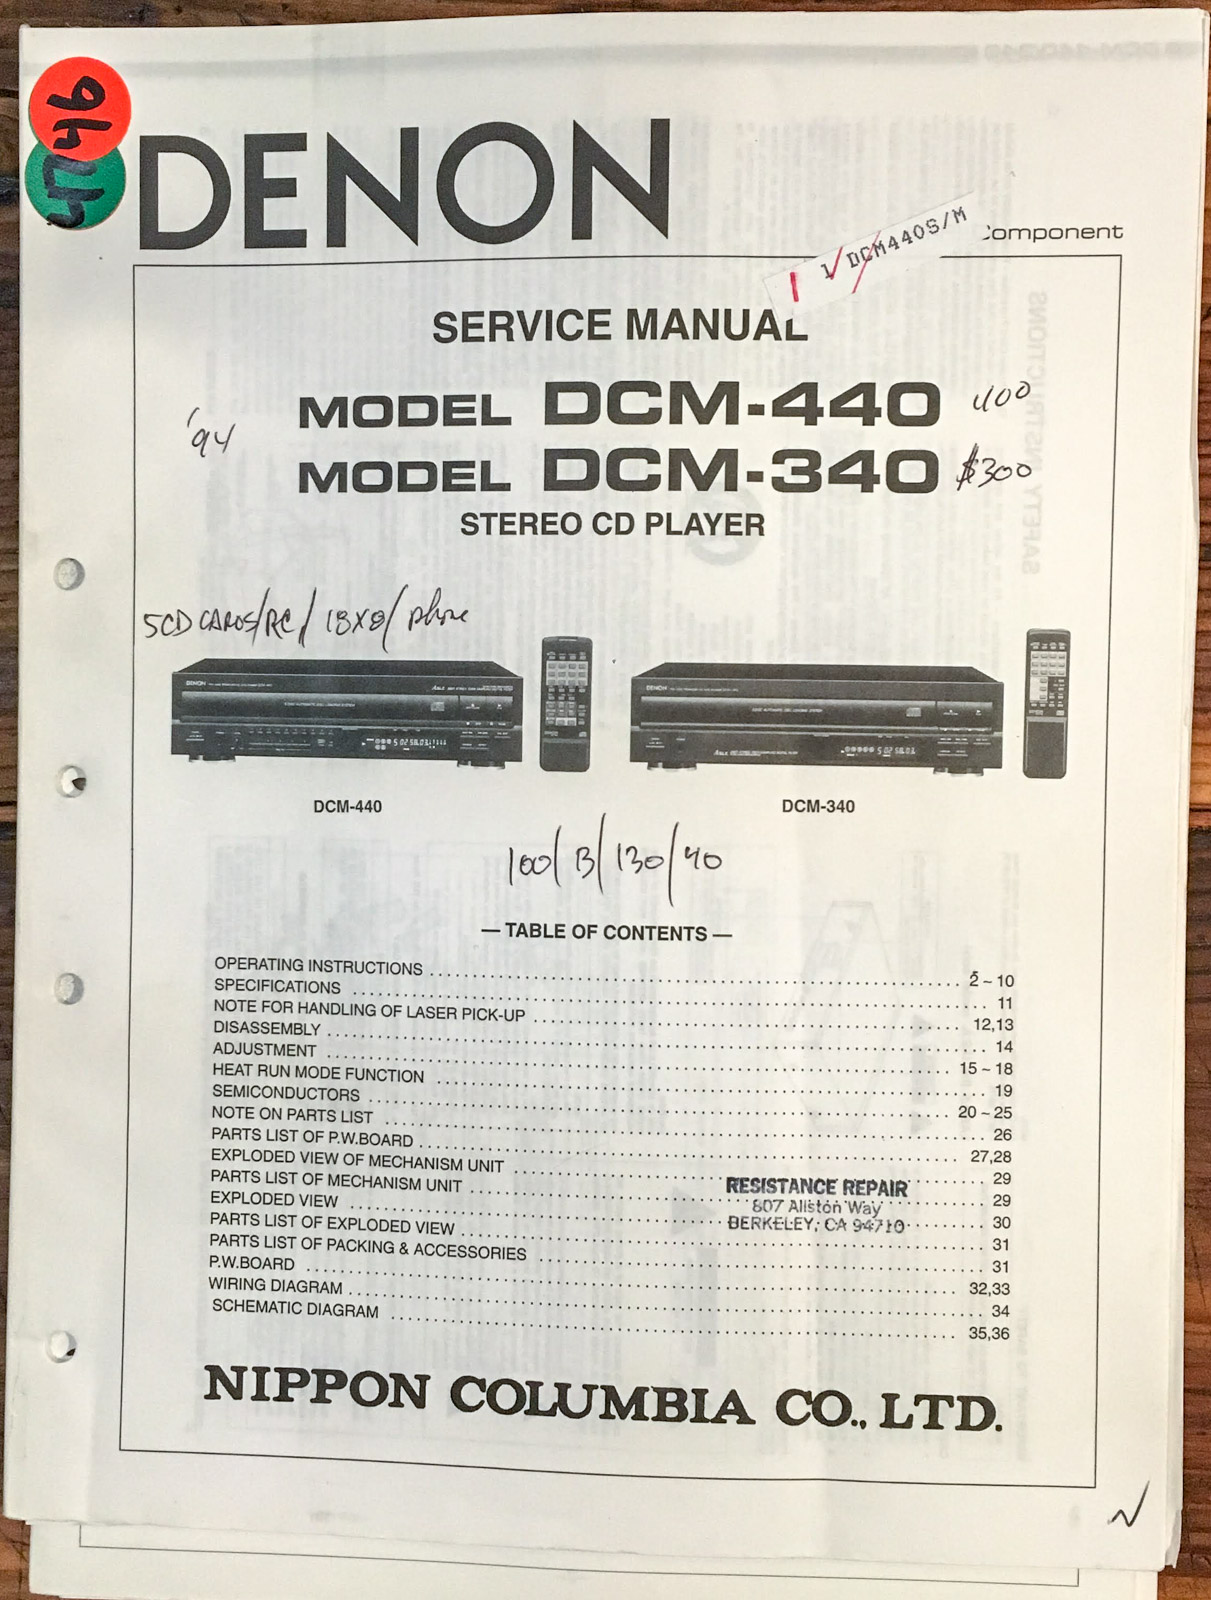 DENON
1 DCM440S/M
Component
SERVICE MANUAL
'94
MODEL DCM-440 400
MODEL DCM-340 $300
STEREO CD PLAYER
5CD CAROS/RC/18X8/phone
DENON
DENON
DCM-440
DCM-340
100/B/130/40
— TABLE OF CONTENTS —
OPERATING INSTRUCTIONS 2 ~ 10
SPECIFICATIONS 11
NOTE FOR HANDLING OF LASER PICK-UP 12,13
DISASSEMBLY 14
ADJUSTMENT 15 ~ 18
HEAT RUN MODE FUNCTION 19
SEMICONDUCTORS 20 ~ 25
NOTE ON PARTS LIST 26
PARTS LIST OF P.W.BOARD 27,28
EXPLODED VIEW OF MECHANISM UNIT 29
PARTS LIST OF MECHANISM UNIT 29
EXPLODED VIEW 30
PARTS LIST OF EXPLODED VIEW 31
PARTS LIST OF PACKING & ACCESSORIES 31
P.W.BOARD 32,33
WIRING DIAGRAM 34
SCHEMATIC DIAGRAM 35,36
RESISTANCE REPAIR
807 Allston Way
BERKELEY, CA 94710
NIPPON COLUMBIA CO., LTD.